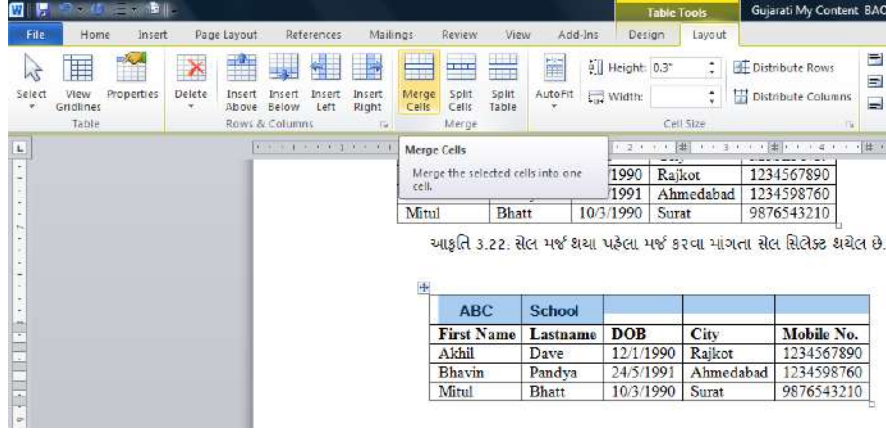 Table Tools
Gujarati My Content BAO
File Home Insert Page Layout References Mailings Review View Add-Ins Design Layout
Select View Gridlines Properties Delete Insert Above Insert Below Insert Left Insert Right Merge Cells Split Cells Split Table AutoFit Height: 0.3" Width: Distribute Rows Distribute Columns
Table Rows & Columns Merge Cell Size
Merge Cells
Merge the selected cells into one
cell.
/1990 Rajkot 1234567890
/1991 Ahmedabad 1234598760
Mitul Bhatt 10/3/1990 Surat 9876543210
આકૃતિ ૩.૨૨: સેલ મર્જ થયા પહેલા મર્જ કરવા માંગતા સેલ સિલેક્ટ થયેલ છે.
ABC School
First Name Lastname DOB City Mobile No.
Akhil Dave 12/1/1990 Rajkot 1234567890
Bhavin Pandya 24/5/1991 Ahmedabad 1234598760
Mitul Bhatt 10/3/1990 Surat 9876543210